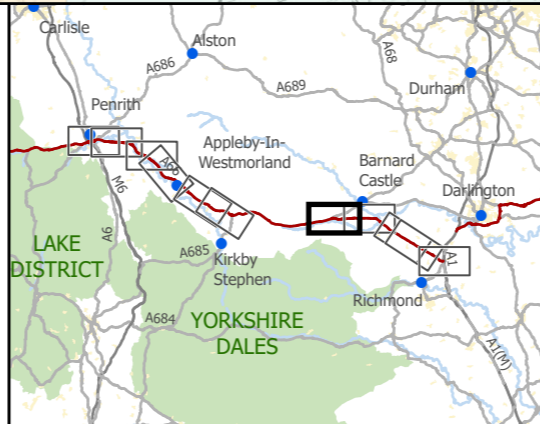 Carlisle
Alston
A68
A686
A689
Durham
Penrith
Appleby-In-
Westmorland
Barnard
Castle
Darlington
A66
M6
A6
LAKE
DISTRICT
A685
Kirkby
Stephen
A1
Richmond
A684
YORKSHIRE
DALES
A1(M)